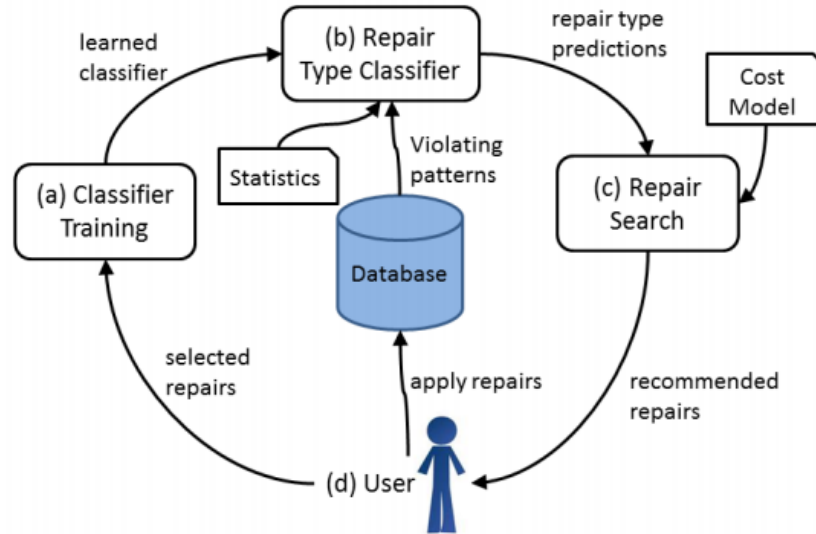 learned
classifier
(b) Repair
Type Classifier
repair type
predictions
Cost
Model
Statistics
Violating
patterns
(a) Classifier
Training
(c) Repair
Search
Database
selected
repairs
apply repairs
recommended
repairs
(d) User